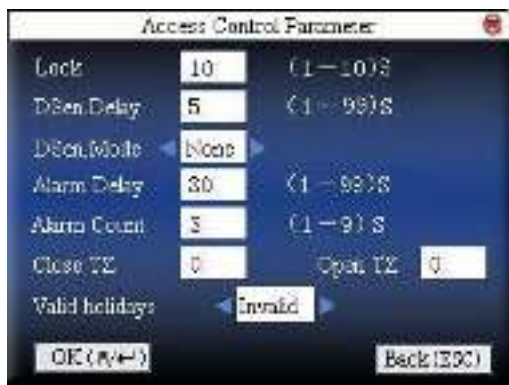 Access Control Parameter
Lock 10 (1—10)S
DSen.Delay 5 (1—99)S
DSen.Mode None
Alarm Delay 30 (1—99)S
Alarm Count 3 (1—9) S
Close TZ 0 Open TZ 0
Valid holidays Invalid
OK(M/↵) Back(ESC)